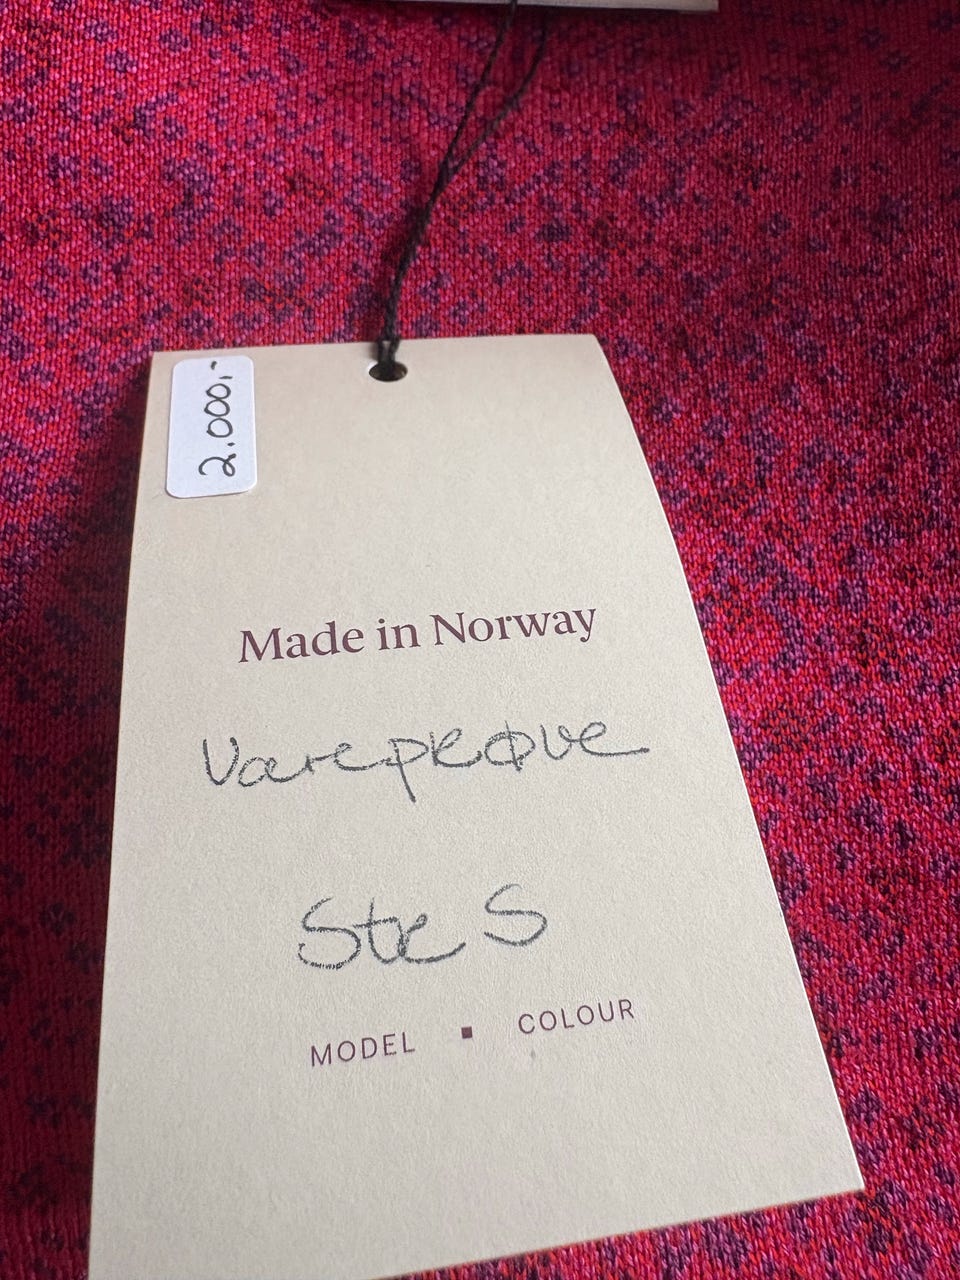 2.000,-
Made in Norway
Vareprøve
Str S
MODEL ▪ COLOUR